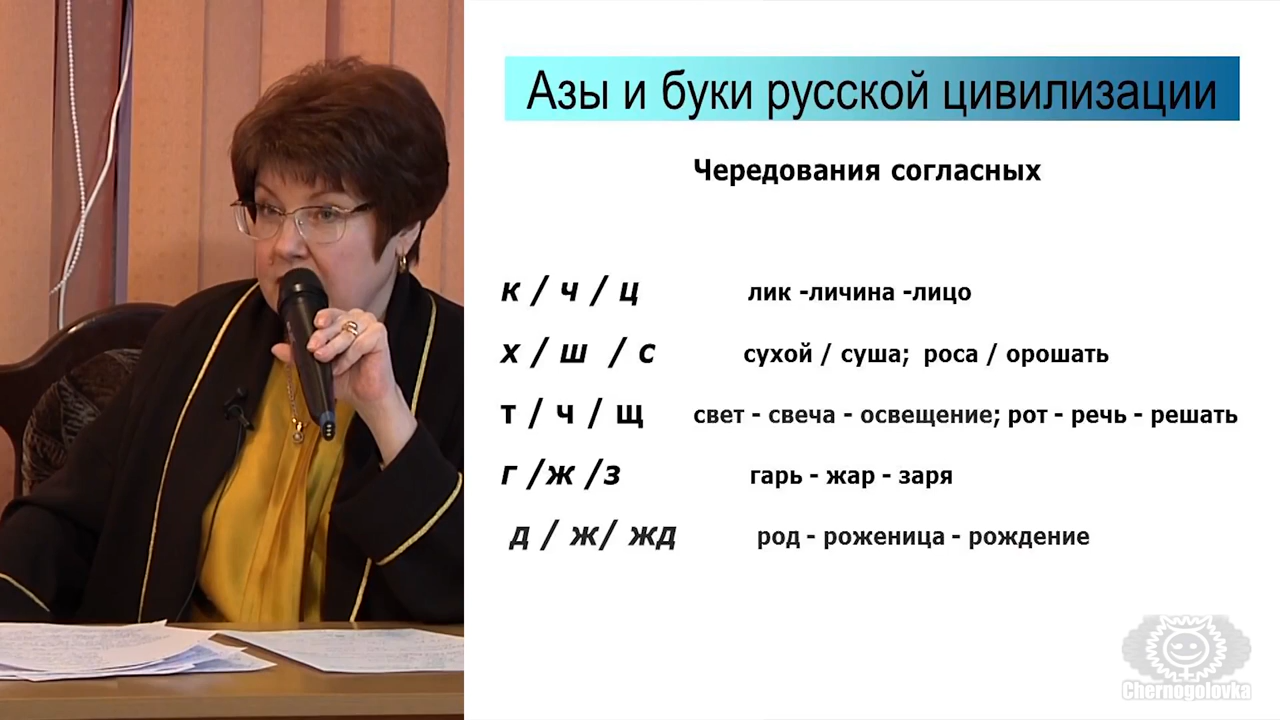 Азы и буки русской цивилизации
Чередования согласных
к / ч / ц лик -личина -лицо
х / ш / с сухой / суша; роса / орошать
т / ч / щ свет - свеча - освещение; рот - речь - решать
г /ж /з гарь - жар - заря
д / ж/ жд род - роженица - рождение
Chernogolovka